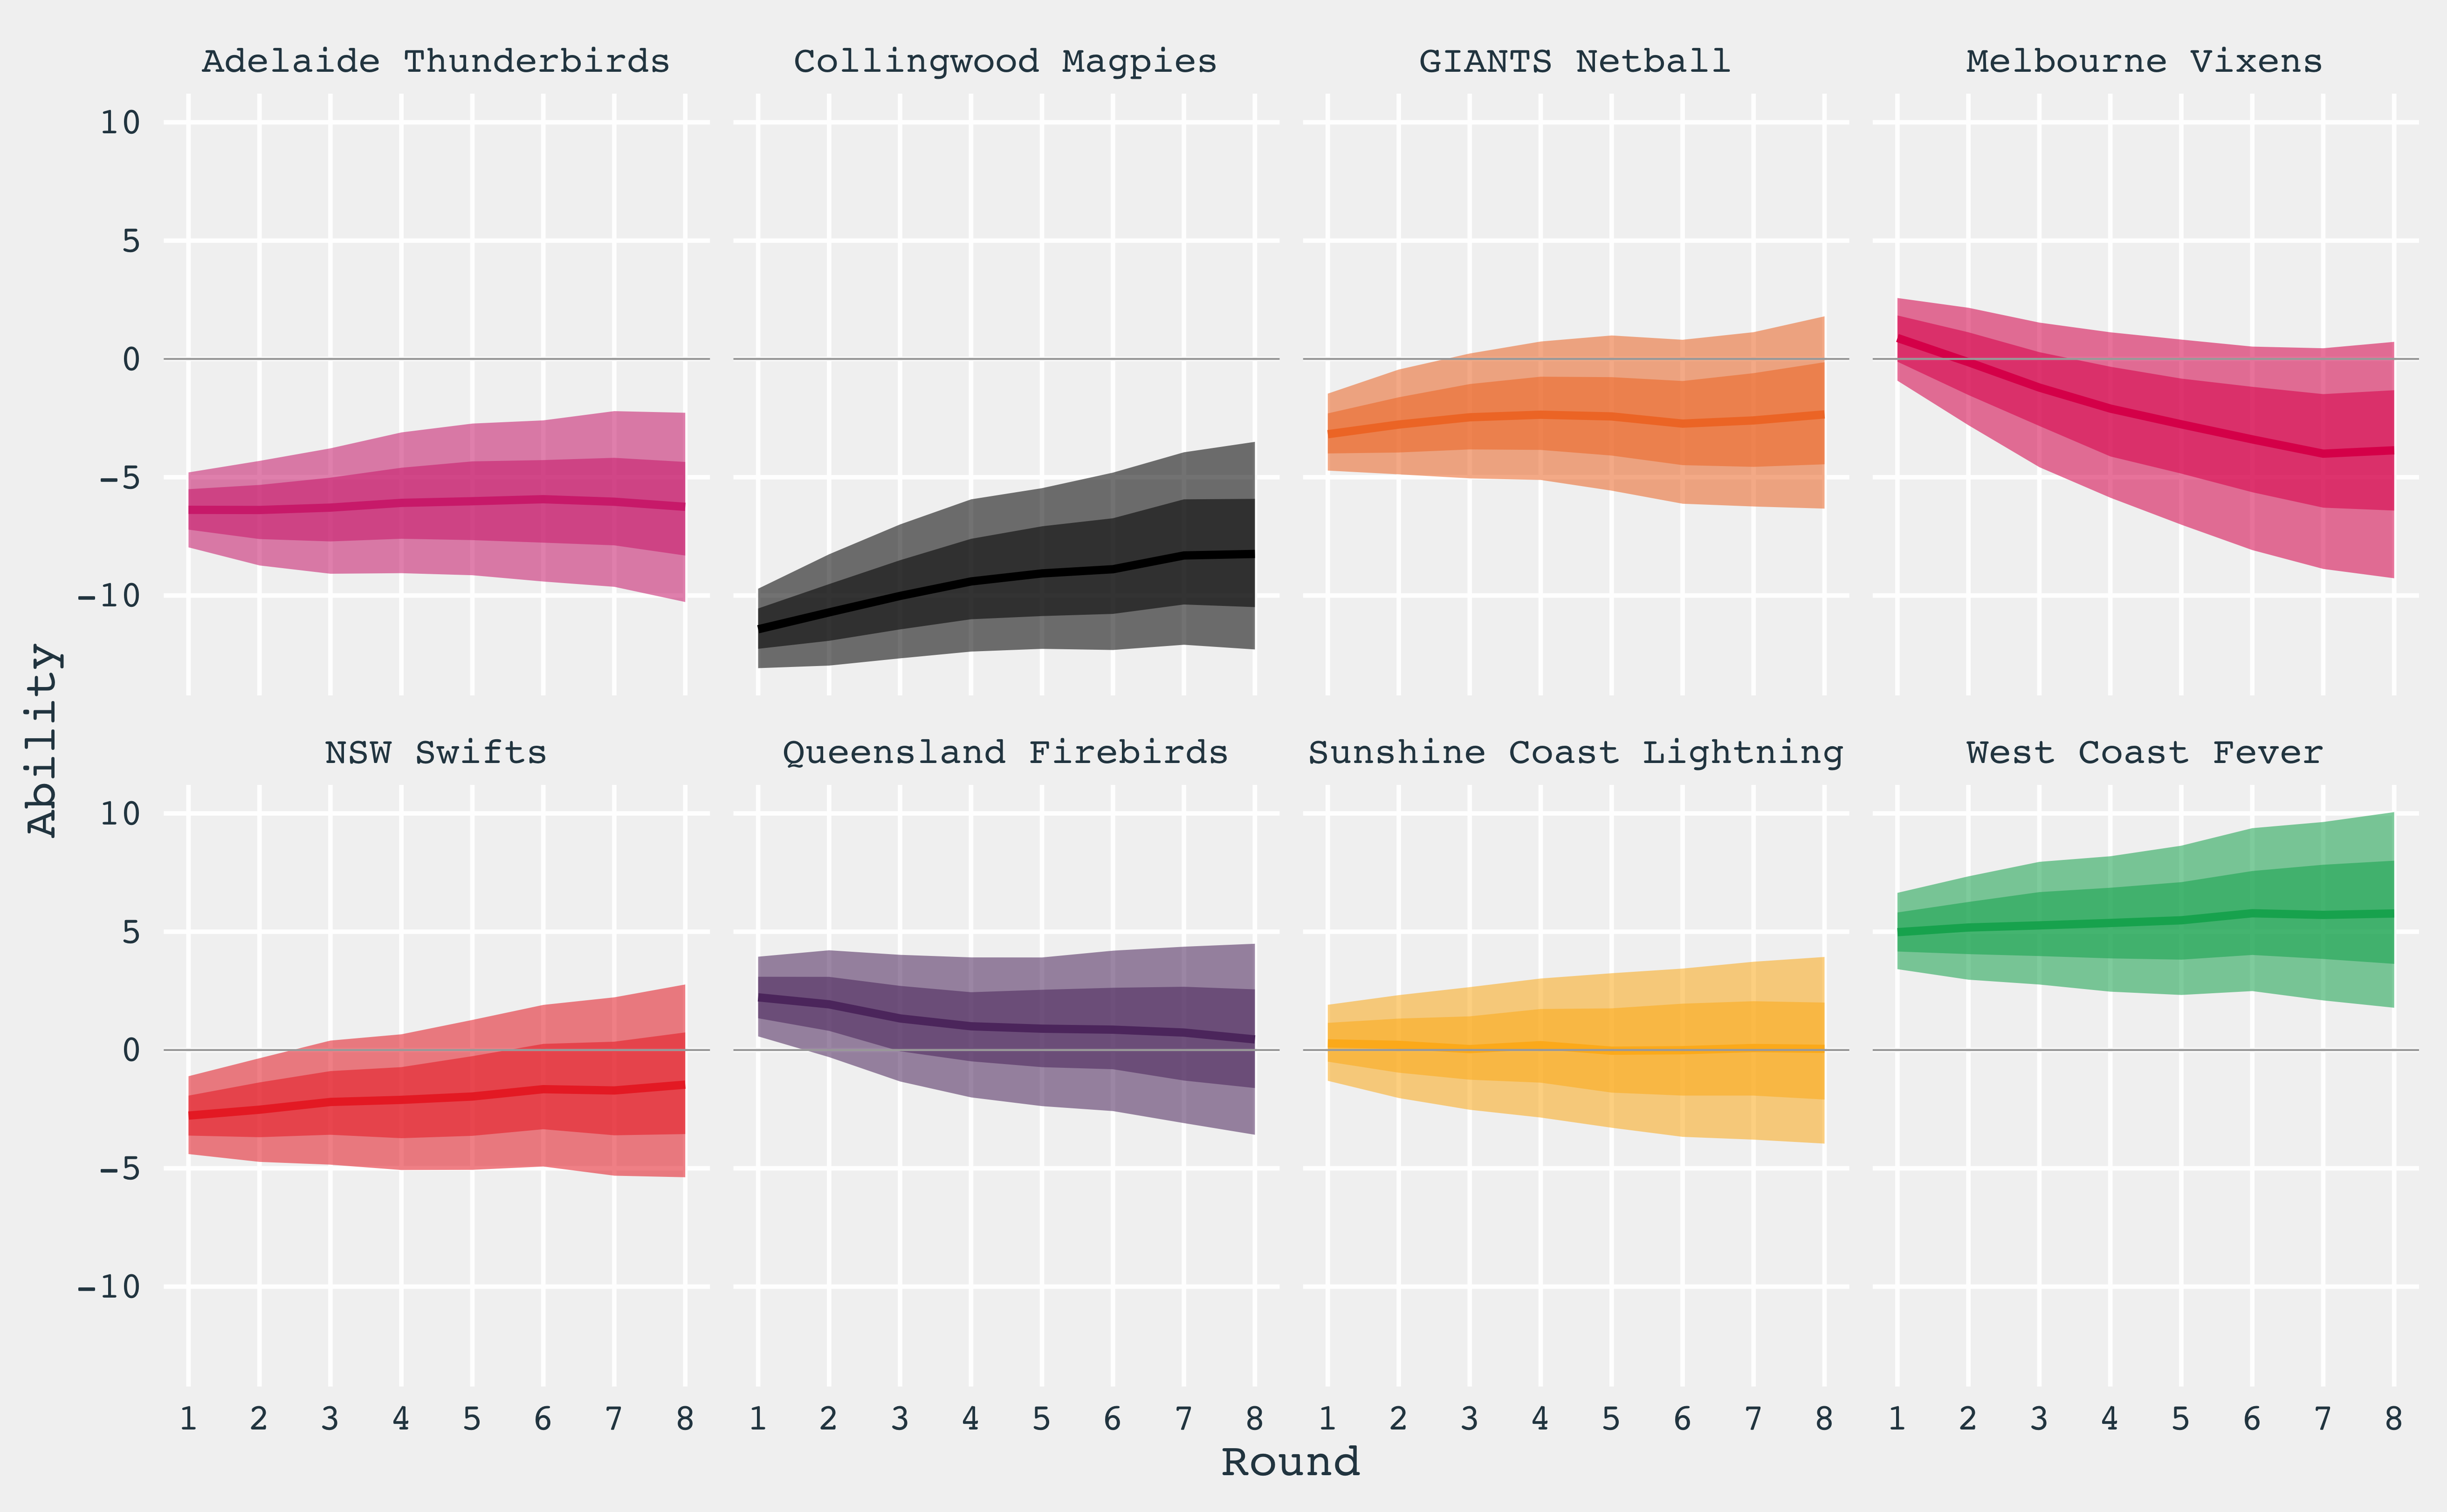 Adelaide Thunderbirds
Collingwood Magpies
GIANTS Netball
Melbourne Vixens
10
5
0
−5
−10
Ability
NSW Swifts
Queensland Firebirds
Sunshine Coast Lightning
West Coast Fever
10
5
0
−5
−10
1 2 3 4 5 6 7 8
1 2 3 4 5 6 7 8
1 2 3 4 5 6 7 8
1 2 3 4 5 6 7 8
Round